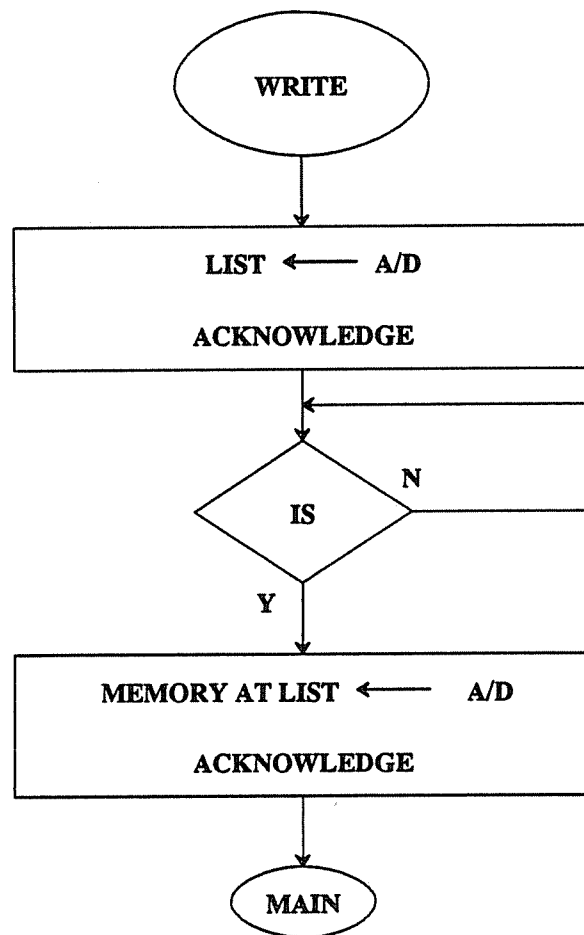 WRITE
LIST ← A/D
ACKNOWLEDGE
N
IS
Y
MEMORY AT LIST ← A/D
ACKNOWLEDGE
MAIN